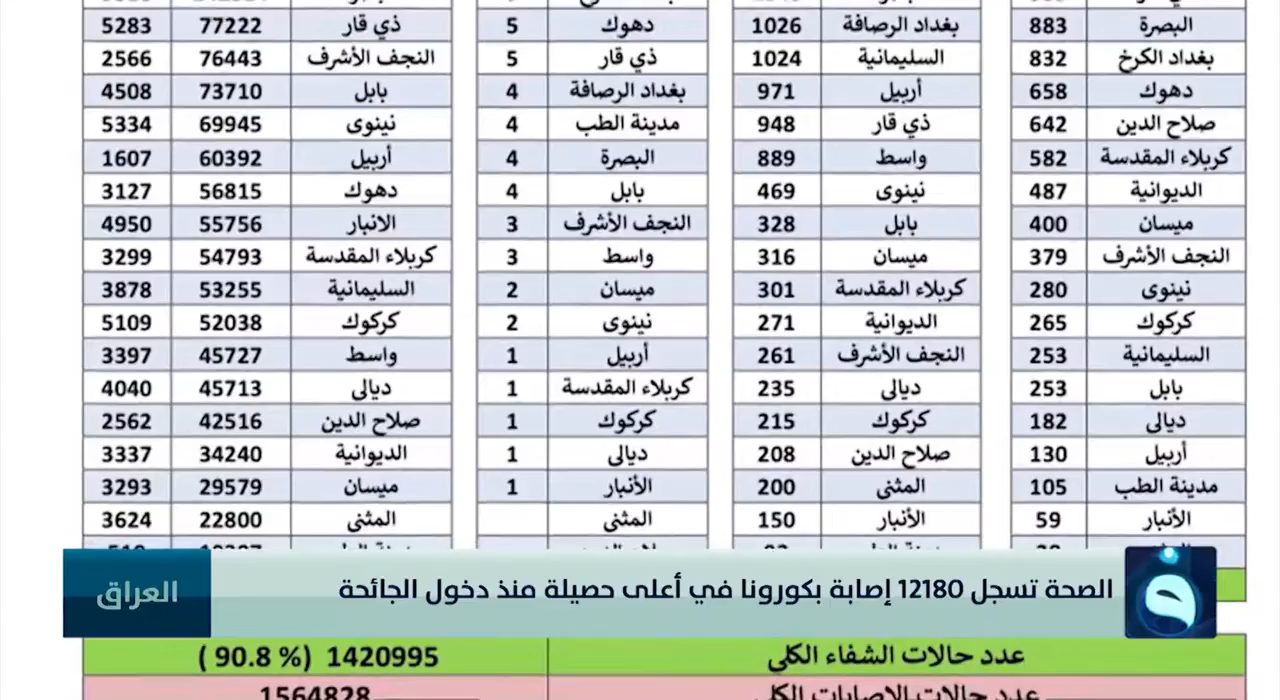 البصرة 883 بغداد الرصافة 1026 دهوك 5 ذي قار 77222 5283
بغداد الكرخ 832 السليمانية 1024 ذي قار 5 النجف الأشرف 76443 2566
دهوك 658 أربيل 971 بغداد الرصافة 4 بابل 73710 4508
صلاح الدين 642 ذي قار 948 مدينة الطب 4 نينوى 69945 5334
كربلاء المقدسة 582 واسط 889 البصرة 4 أربيل 60392 1607
الديوانية 487 نينوى 469 بابل 4 دهوك 56815 3127
ميسان 400 بابل 328 النجف الأشرف 3 الانبار 55756 4950
النجف الأشرف 379 ميسان 316 واسط 3 كربلاء المقدسة 54793 3299
نينوى 280 كربلاء المقدسة 301 ميسان 2 السليمانية 53255 3878
كركوك 265 الديوانية 271 نينوى 2 كركوك 52038 5109
السليمانية 253 النجف الأشرف 261 أربيل 1 واسط 45727 3397
بابل 253 ديالى 235 كربلاء المقدسة 1 ديالى 45713 4040
ديالى 182 كركوك 215 كركوك 1 صلاح الدين 42516 2562
أربيل 130 صلاح الدين 208 ديالى 1 الديوانية 34240 3337
مدينة الطب 105 المثنى 200 الأنبار 1 ميسان 29579 3293
الأنبار 59 الأنبار 150 المثنى المثنى 22800 3624
الصحة تسجل 12180 إصابة بكورونا في أعلى حصيلة منذ دخول الجائحة
العراق
عدد حالات الشفاء الكلي 1420995 (90.8 %)
عدد حالات الاصابات الكلي 1564828